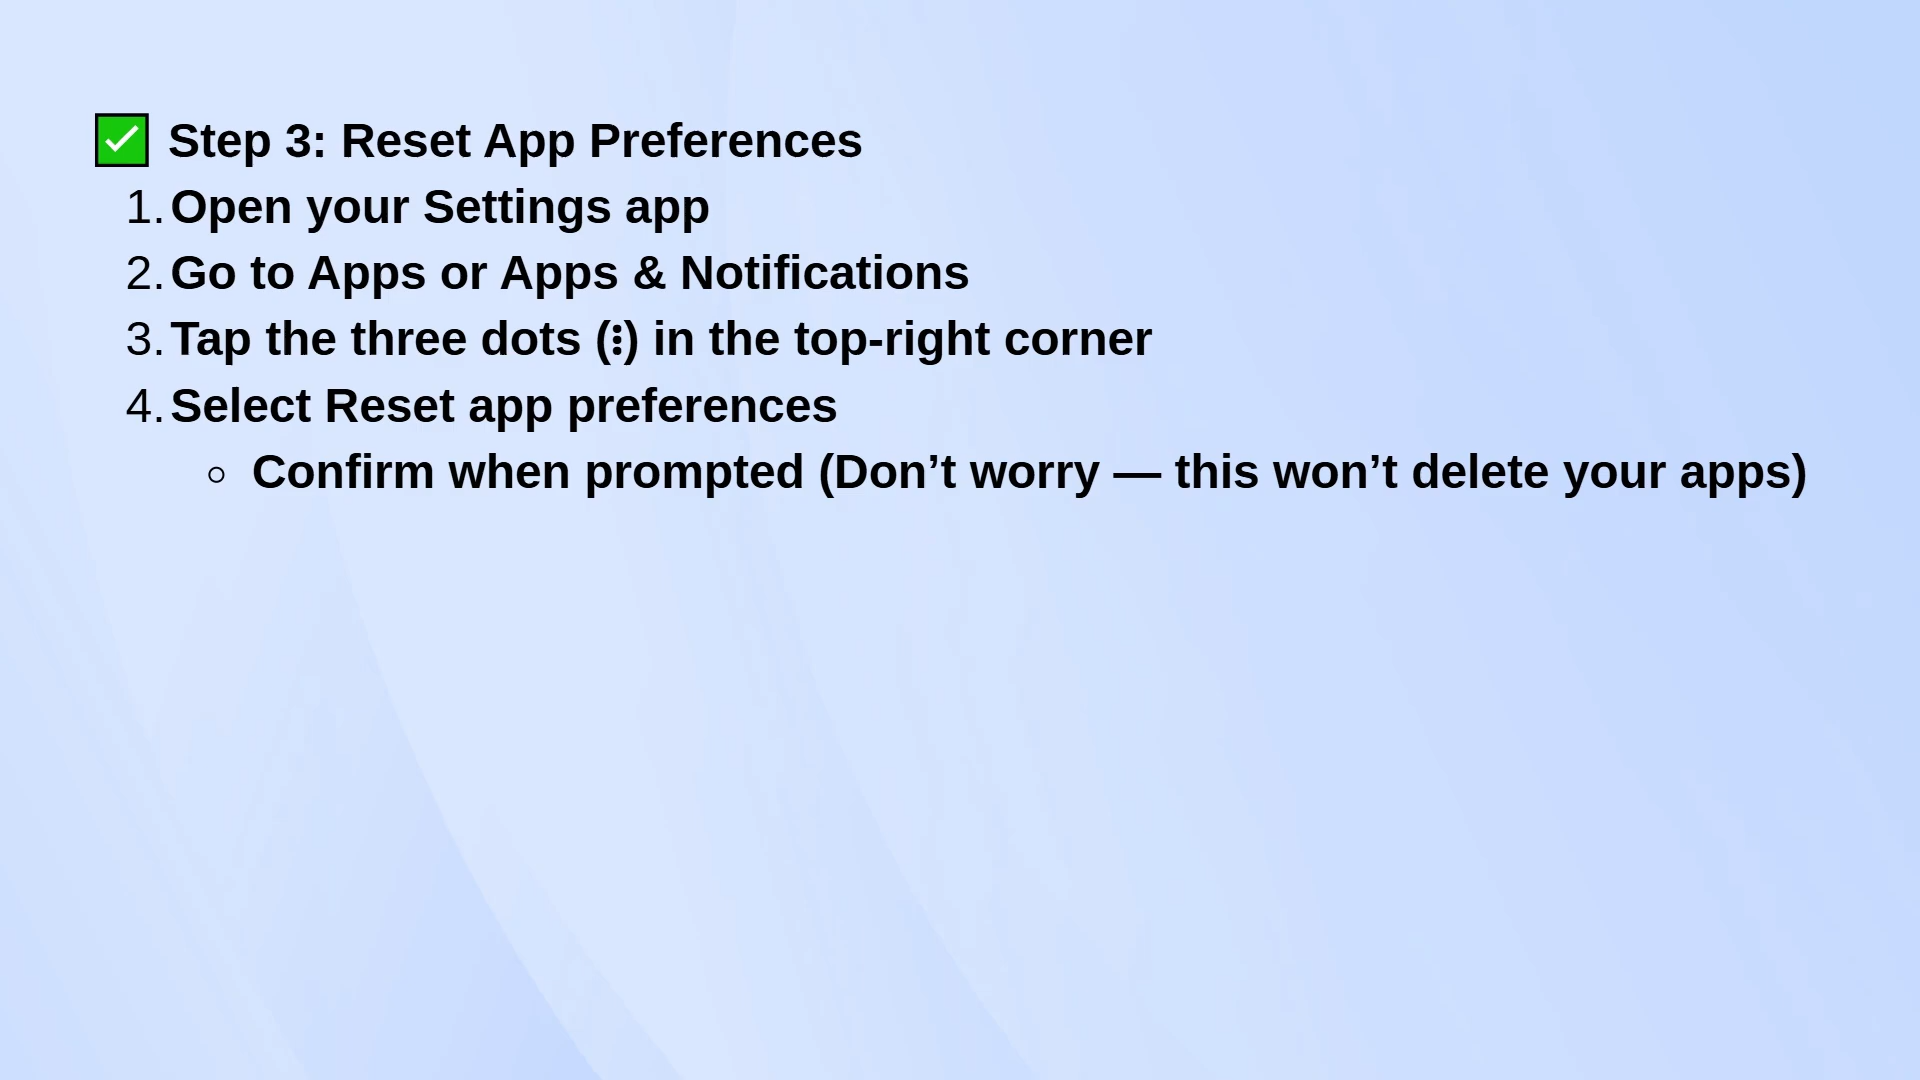 ✅ Step 3: Reset App Preferences
1. Open your Settings app
2. Go to Apps or Apps & Notifications
3. Tap the three dots (⋮) in the top-right corner
4. Select Reset app preferences
○ Confirm when prompted (Don’t worry — this won’t delete your apps)